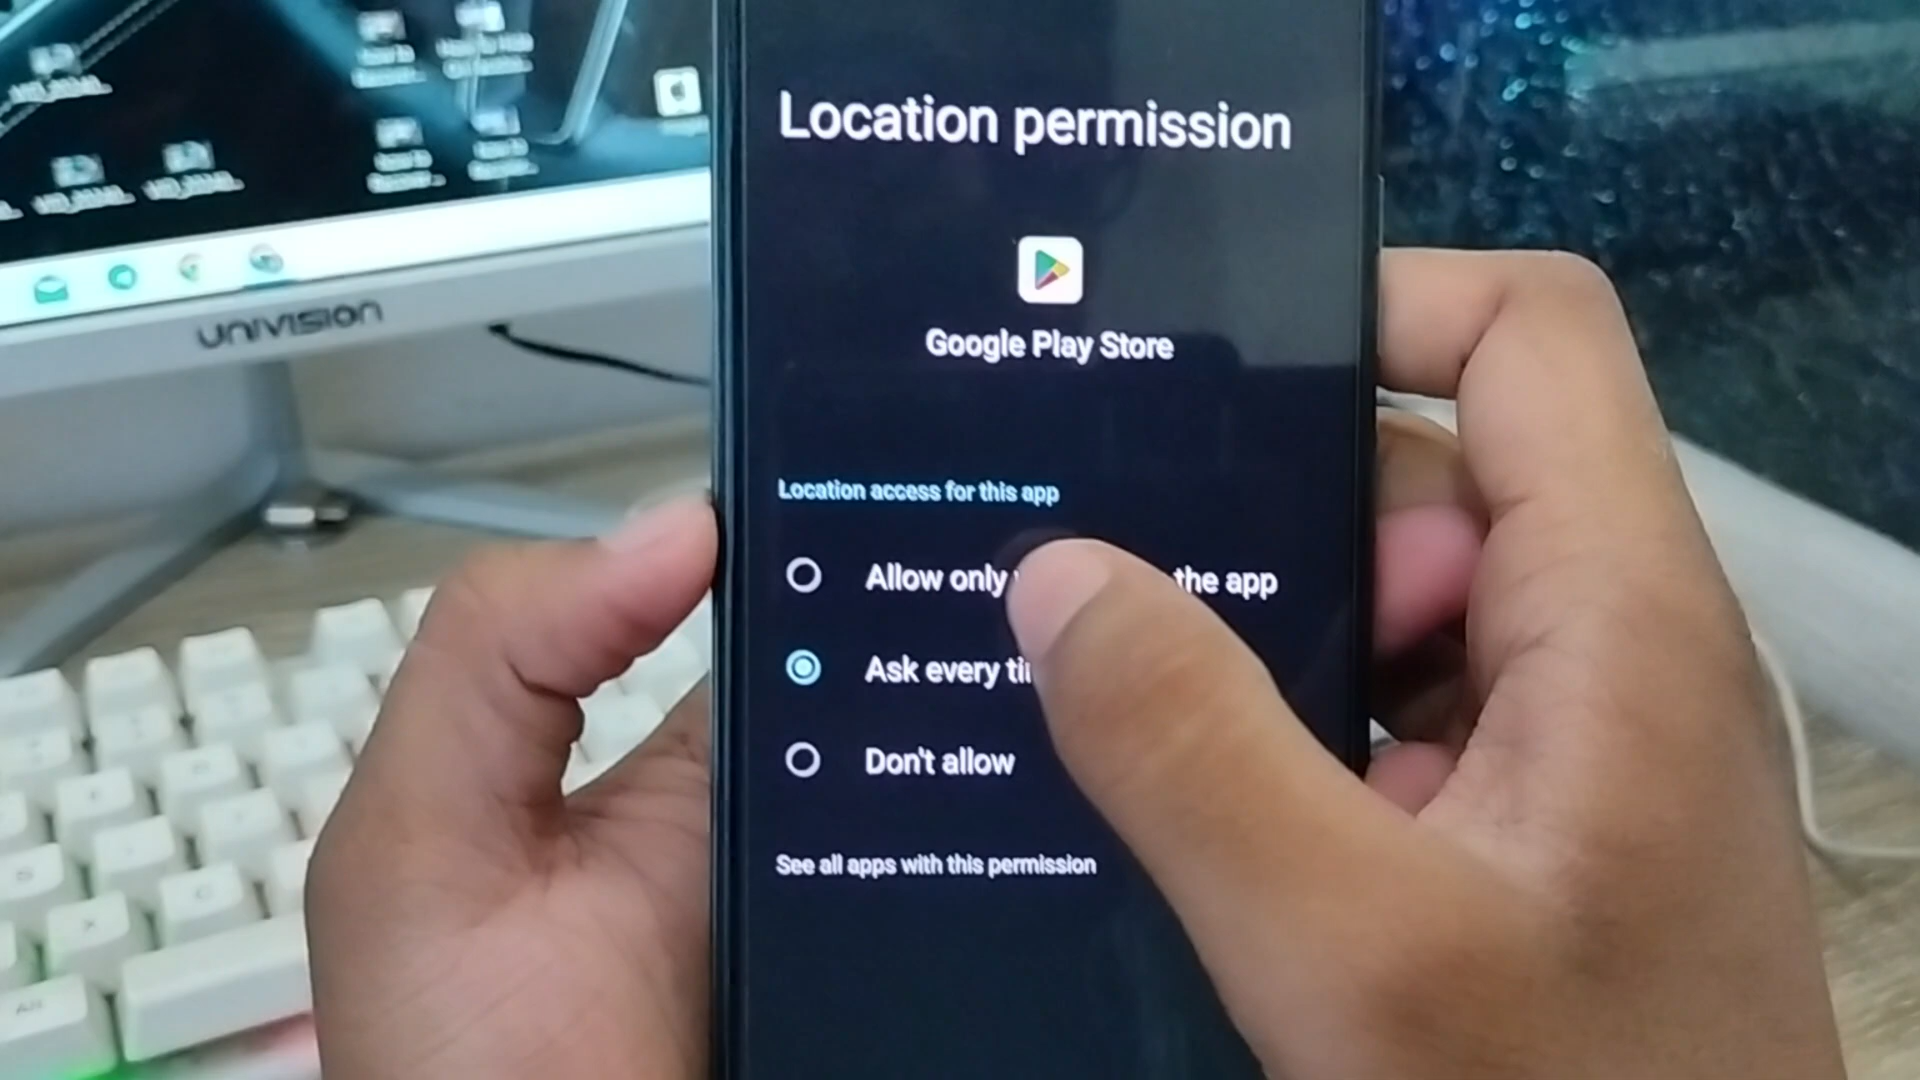 Location permission
Google Play Store
Location access for this app
Allow only the app
Ask every
Don't allow
See all apps with this permission
UNIVISION
Alt